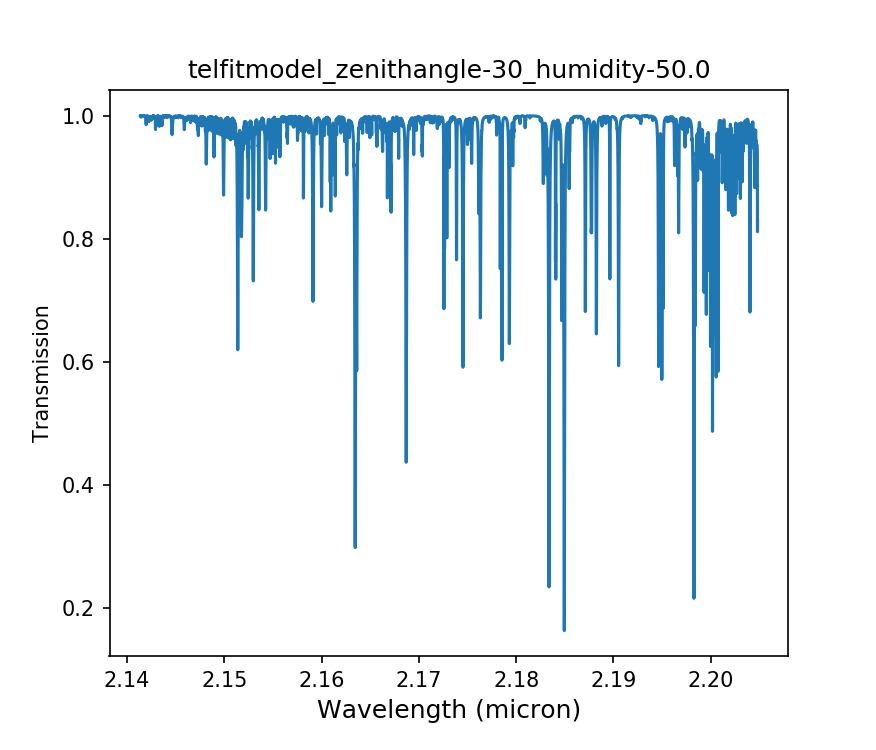 telfitmodel_zenithangle-30_humidity-50.0
1.0
0.8
0.6
0.4
0.2
Transmission
2.14 2.15 2.16 2.17 2.18 2.19 2.20
Wavelength (micron)